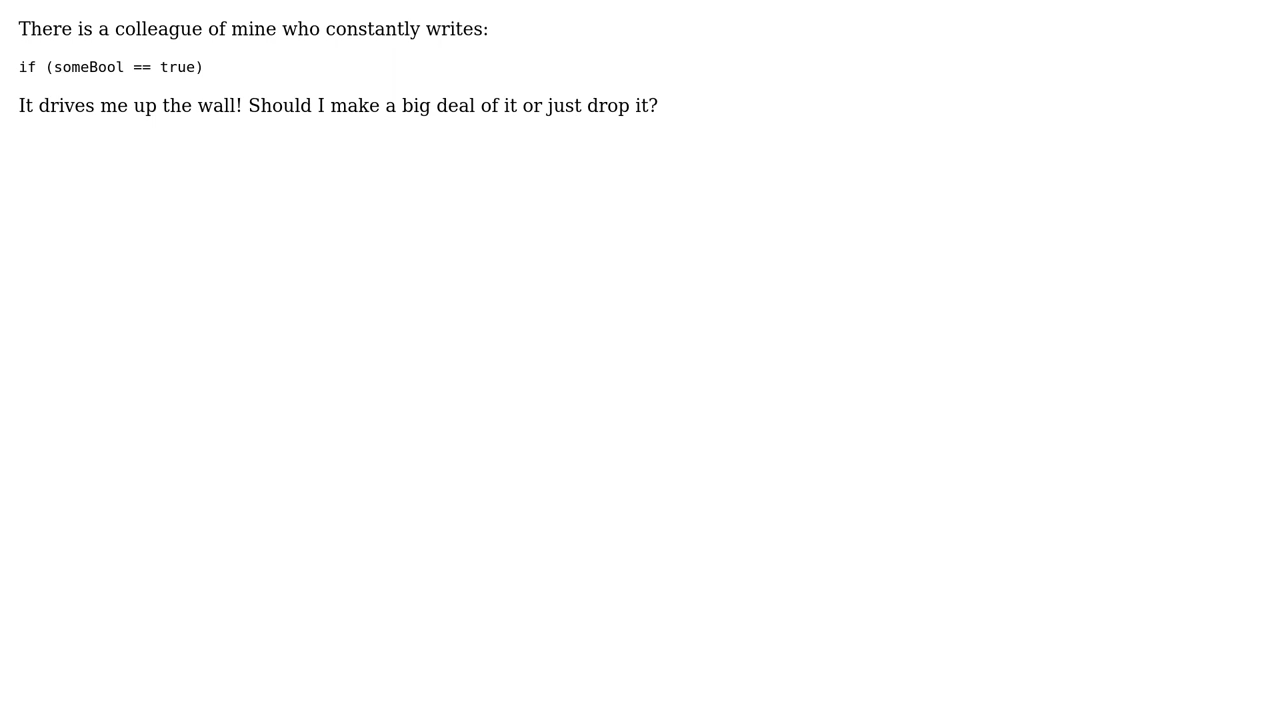 There is a colleague of mine who constantly writes:
if (someBool == true)
It drives me up the wall! Should I make a big deal of it or just drop it?